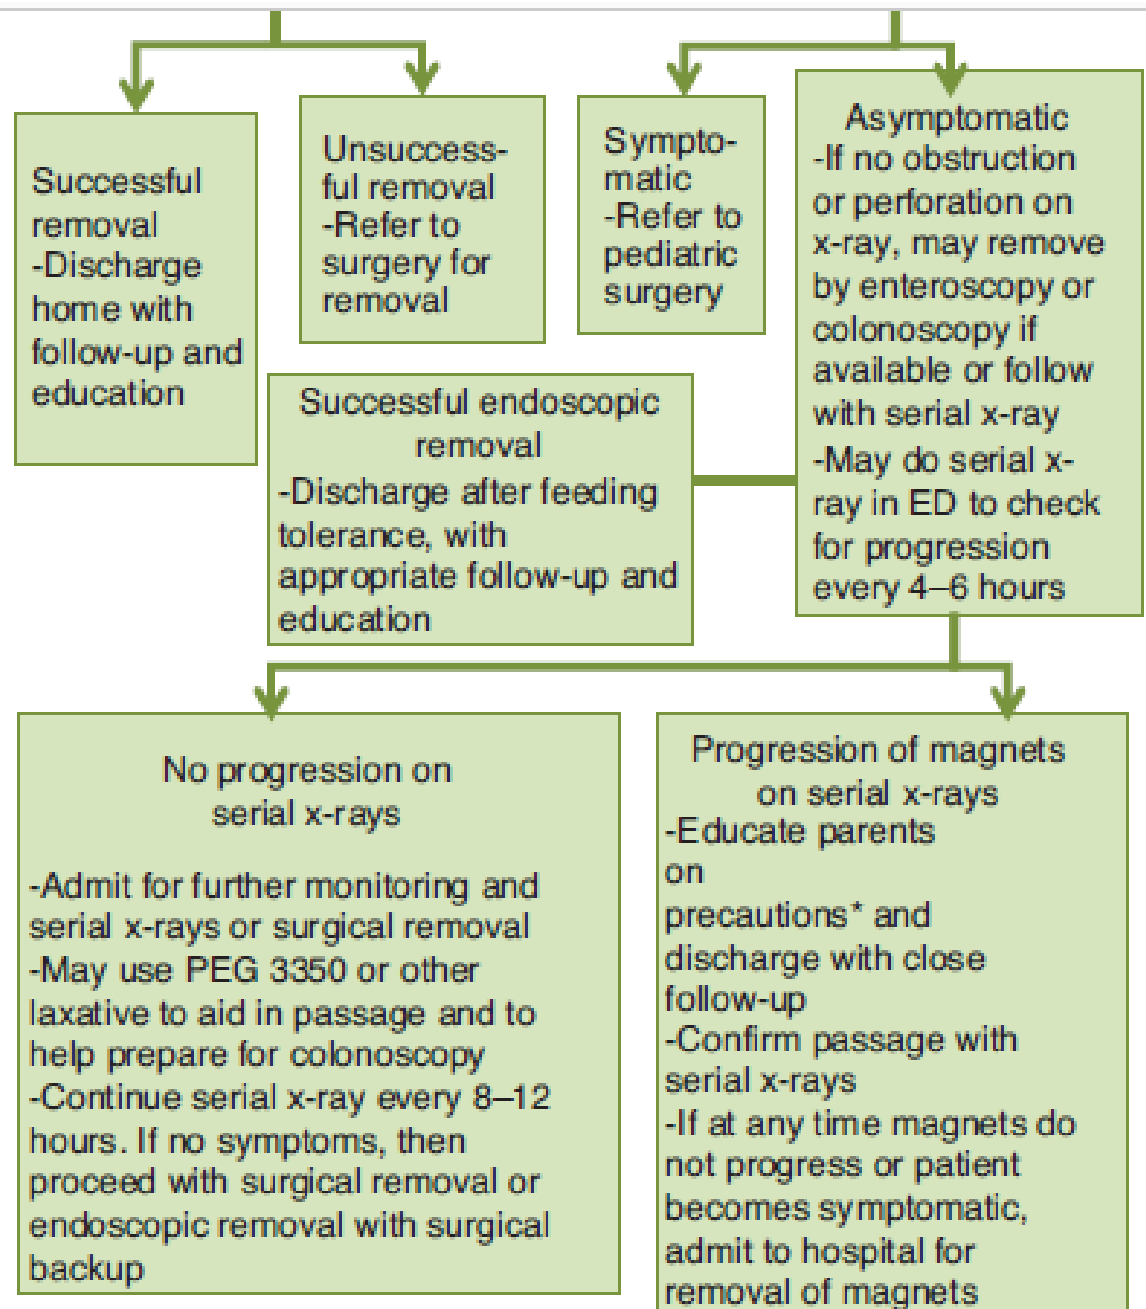 Successful
removal
-Discharge
home with
follow-up and
education
Unsuccess-
ful removal
-Refer to
surgery for
removal
Sympto-
matic
-Refer to
pediatric
surgery
Asymptomatic
-If no obstruction
or perforation on
x-ray, may remove
by enteroscopy or
colonoscopy if
available or follow
with serial x-ray
-May do serial x-
ray in ED to check
for progression
every 4–6 hours
Successful endoscopic
removal
-Discharge after feeding
tolerance, with
appropriate follow-up and
education
No progression on
serial x-rays
-Admit for further monitoring and
serial x-rays or surgical removal
-May use PEG 3350 or other
laxative to aid in passage and to
help prepare for colonoscopy
-Continue serial x-ray every 8–12
hours. If no symptoms, then
proceed with surgical removal or
endoscopic removal with surgical
backup
Progression of magnets
on serial x-rays
-Educate parents
on
precautions* and
discharge with close
follow-up
-Confirm passage with
serial x-rays
-If at any time magnets do
not progress or patient
becomes symptomatic,
admit to hospital for
removal of magnets